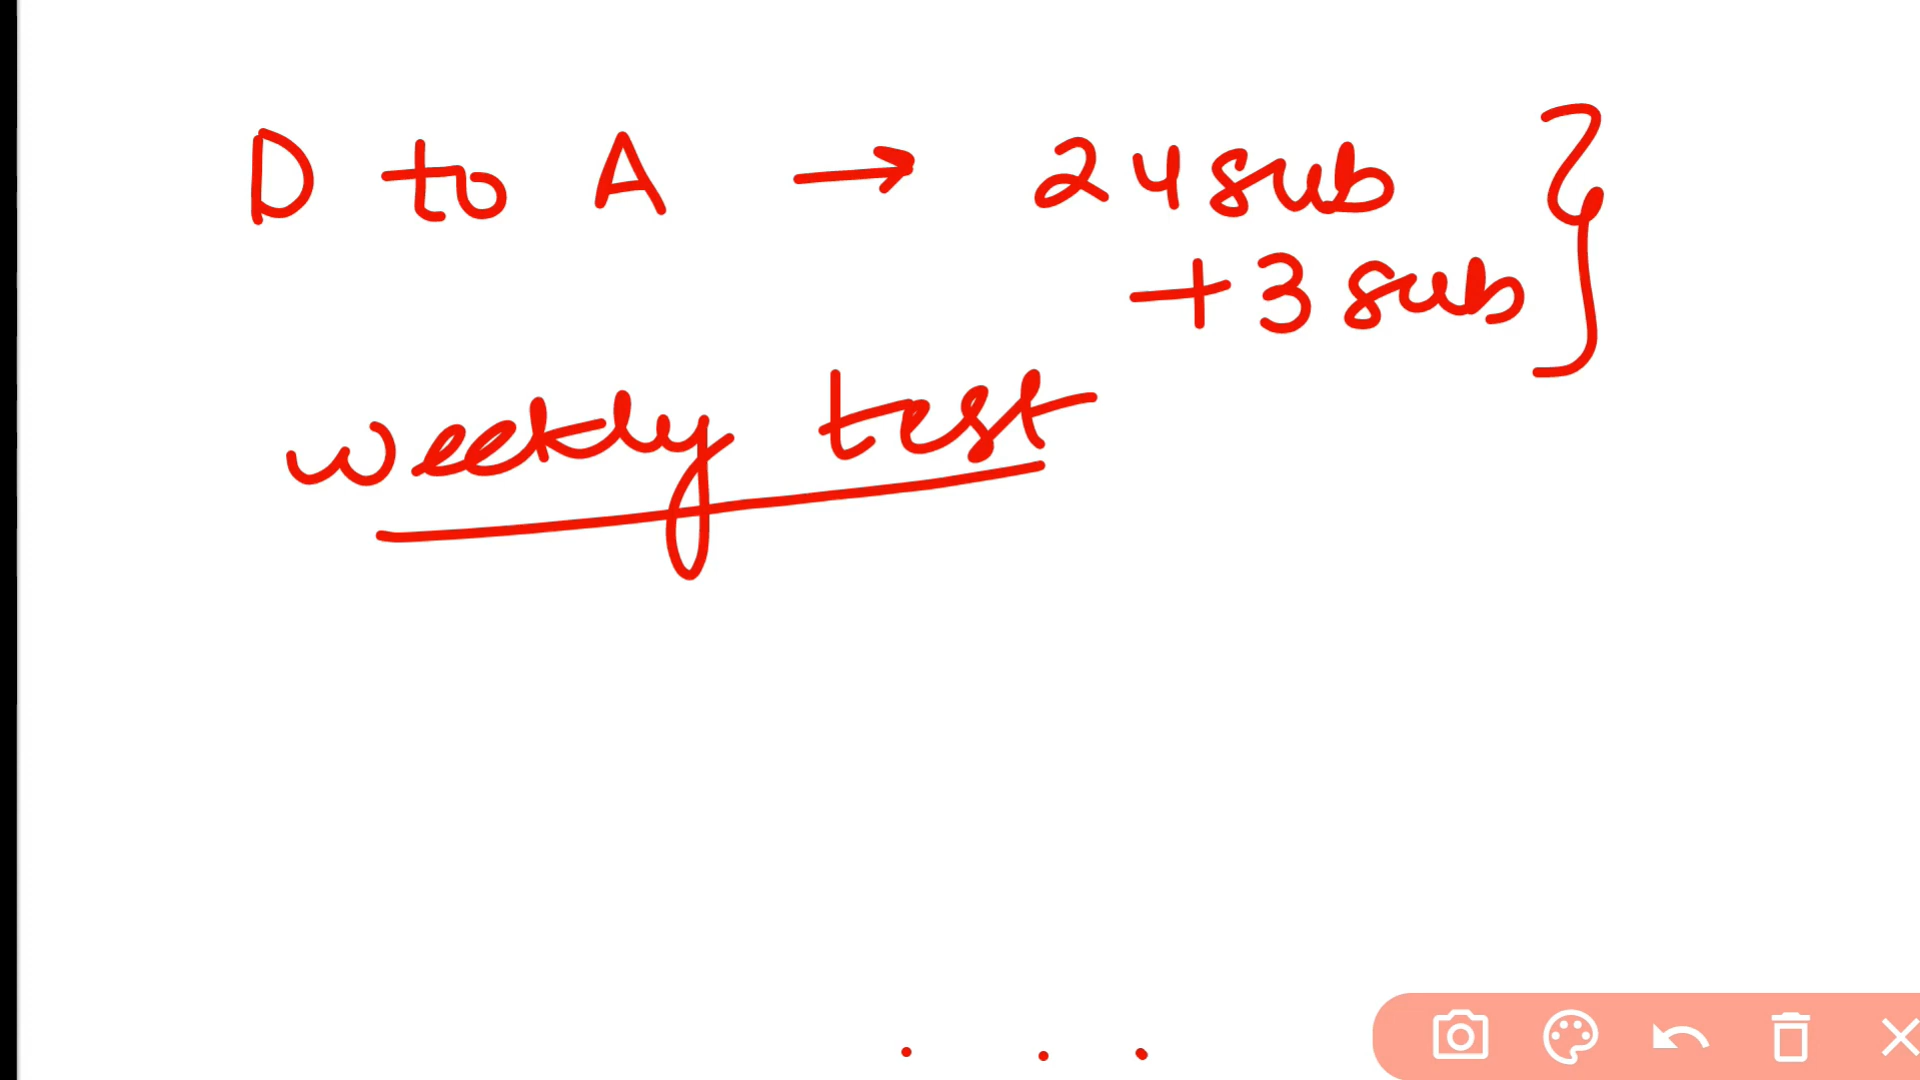 D to A → 24 sub
+ 3 sub
weekly test